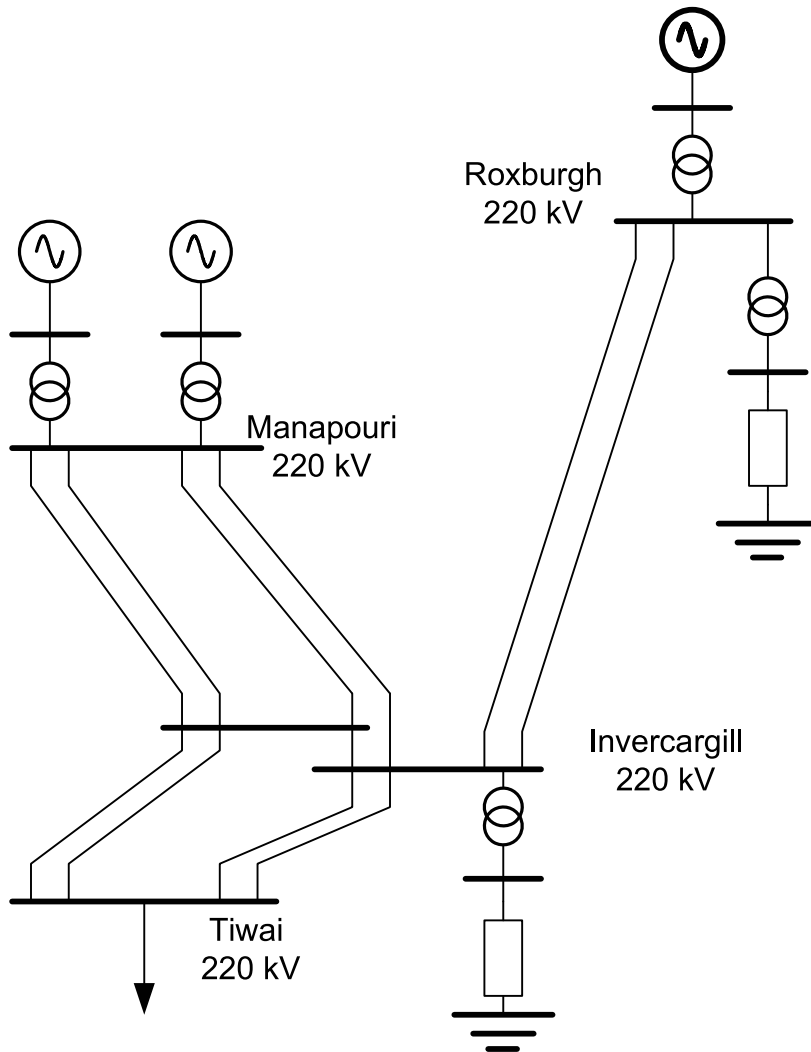 Roxburgh
220 kV
Manapouri
220 kV
Invercargill
220 kV
Tiwai
220 kV